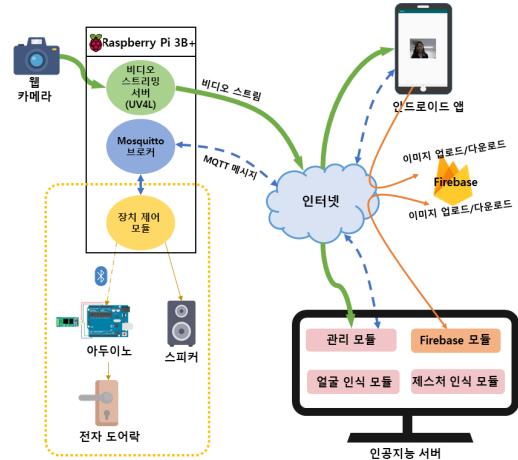 Raspberry Pi 3B+
웹
카메라
비디오
스트리밍
서버
(UV4L)
비디오 스트림
Mosquitto
브로커
MQTT 메시지
장치 제어
모듈
아두이노
스피커
전자 도어락
인터넷
안드로이드 앱
이미지 업로드/다운로드
Firebase
이미지 업로드/다운로드
관리 모듈
Firebase 모듈
얼굴 인식 모듈
제스처 인식 모듈
인공지능 서버